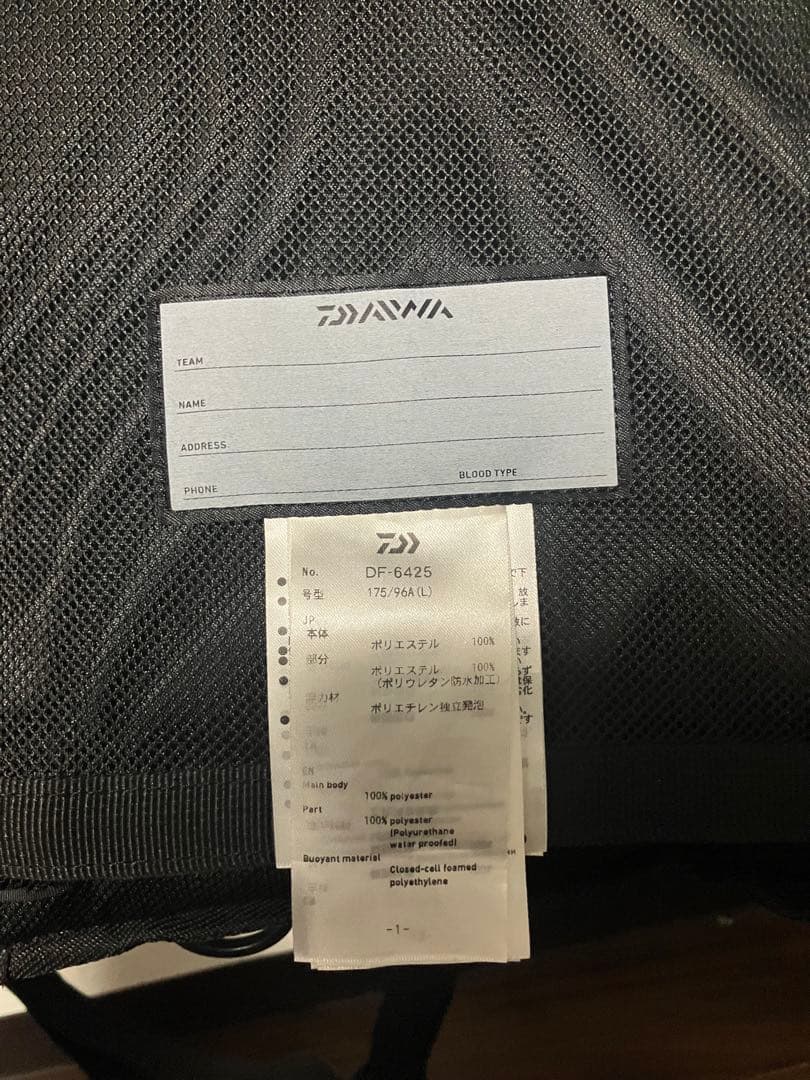 DAIWA
TEAM
NAME
ADDRESS
PHONE BLOOD TYPE
No. DF-6425
号型 175/96A(L)
JP
本体
ポリエステル 100%
部分
ポリエステル 100%
(ポリウレタン防水加工)
力材
ポリエチレン独立発泡
EN
Main body
100% polyester
Part
100% polyester
(Polyurethane
water proofed)
Buoyant material
Closed-cell foamed
polyethylene
-1-